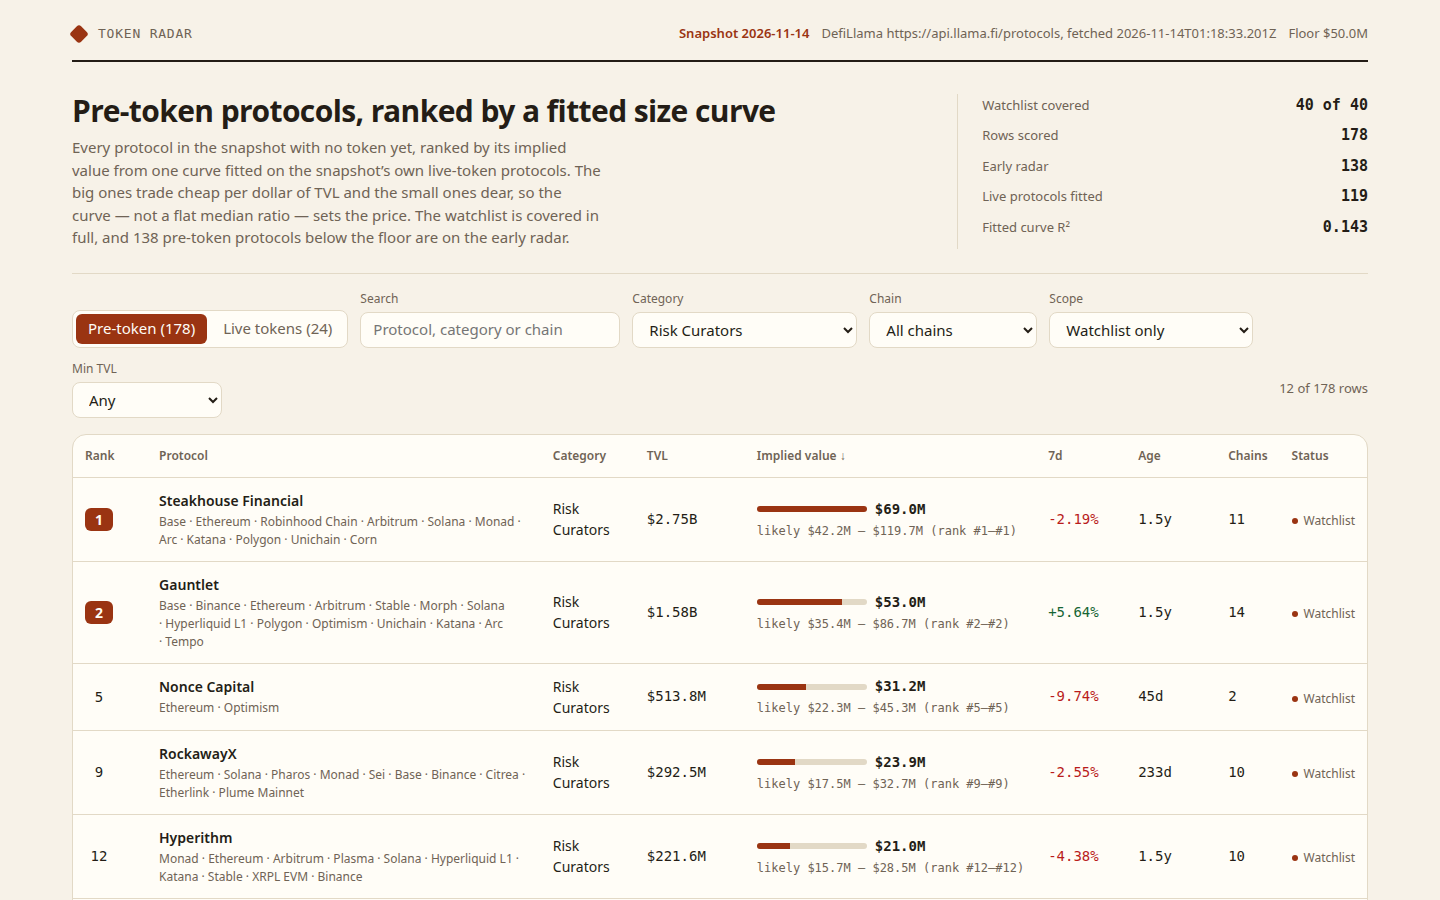 TOKEN RADAR
Snapshot 2026-11-14 DefiLlama https://api.llama.fi/protocols, fetched 2026-11-14T01:18:33.201Z Floor $50.0M
Pre-token protocols, ranked by a fitted size curve
Every protocol in the snapshot with no token yet, ranked by its implied
value from one curve fitted on the snapshot’s own live-token protocols. The
big ones trade cheap per dollar of TVL and the small ones dear, so the
curve — not a flat median ratio — sets the price. The watchlist is covered in
full, and 138 pre-token protocols below the floor are on the early radar.
Watchlist covered 40 of 40
Rows scored 178
Early radar 138
Live protocols fitted 119
Fitted curve R² 0.143
Pre-token (178) Live tokens (24)
Search
Protocol, category or chain
Category
Risk Curators
Chain
All chains
Scope
Watchlist only
Min TVL
Any
12 of 178 rows
Rank Protocol Category TVL Implied value ↓ 7d Age Chains Status
1
Steakhouse Financial
Base · Ethereum · Robinhood Chain · Arbitrum · Solana · Monad ·
Arc · Katana · Polygon · Unichain · Corn
Risk
Curators
$2.75B
$69.0M
likely $42.2M – $119.7M (rank #1–#1)
-2.19%
1.5y
11
Watchlist
2
Gauntlet
Base · Binance · Ethereum · Arbitrum · Stable · Morph · Solana
· Hyperliquid L1 · Polygon · Optimism · Unichain · Katana · Arc
· Tempo
Risk
Curators
$1.58B
$53.0M
likely $35.4M – $86.7M (rank #2–#2)
+5.64%
1.5y
14
Watchlist
5
Nonce Capital
Ethereum · Optimism
Risk
Curators
$513.8M
$31.2M
likely $22.3M – $45.3M (rank #5–#5)
-9.74%
45d
2
Watchlist
9
RockawayX
Ethereum · Solana · Pharos · Monad · Sei · Base · Binance · Citrea ·
Etherlink · Plume Mainnet
Risk
Curators
$292.5M
$23.9M
likely $17.5M – $32.7M (rank #9–#9)
-2.55%
233d
10
Watchlist
12
Hyperithm
Monad · Ethereum · Arbitrum · Plasma · Solana · Hyperliquid L1 ·
Katana · Stable · XRPL EVM · Binance
Risk
Curators
$221.6M
$21.0M
likely $15.7M – $28.5M (rank #12–#12)
-4.38%
1.5y
10
Watchlist